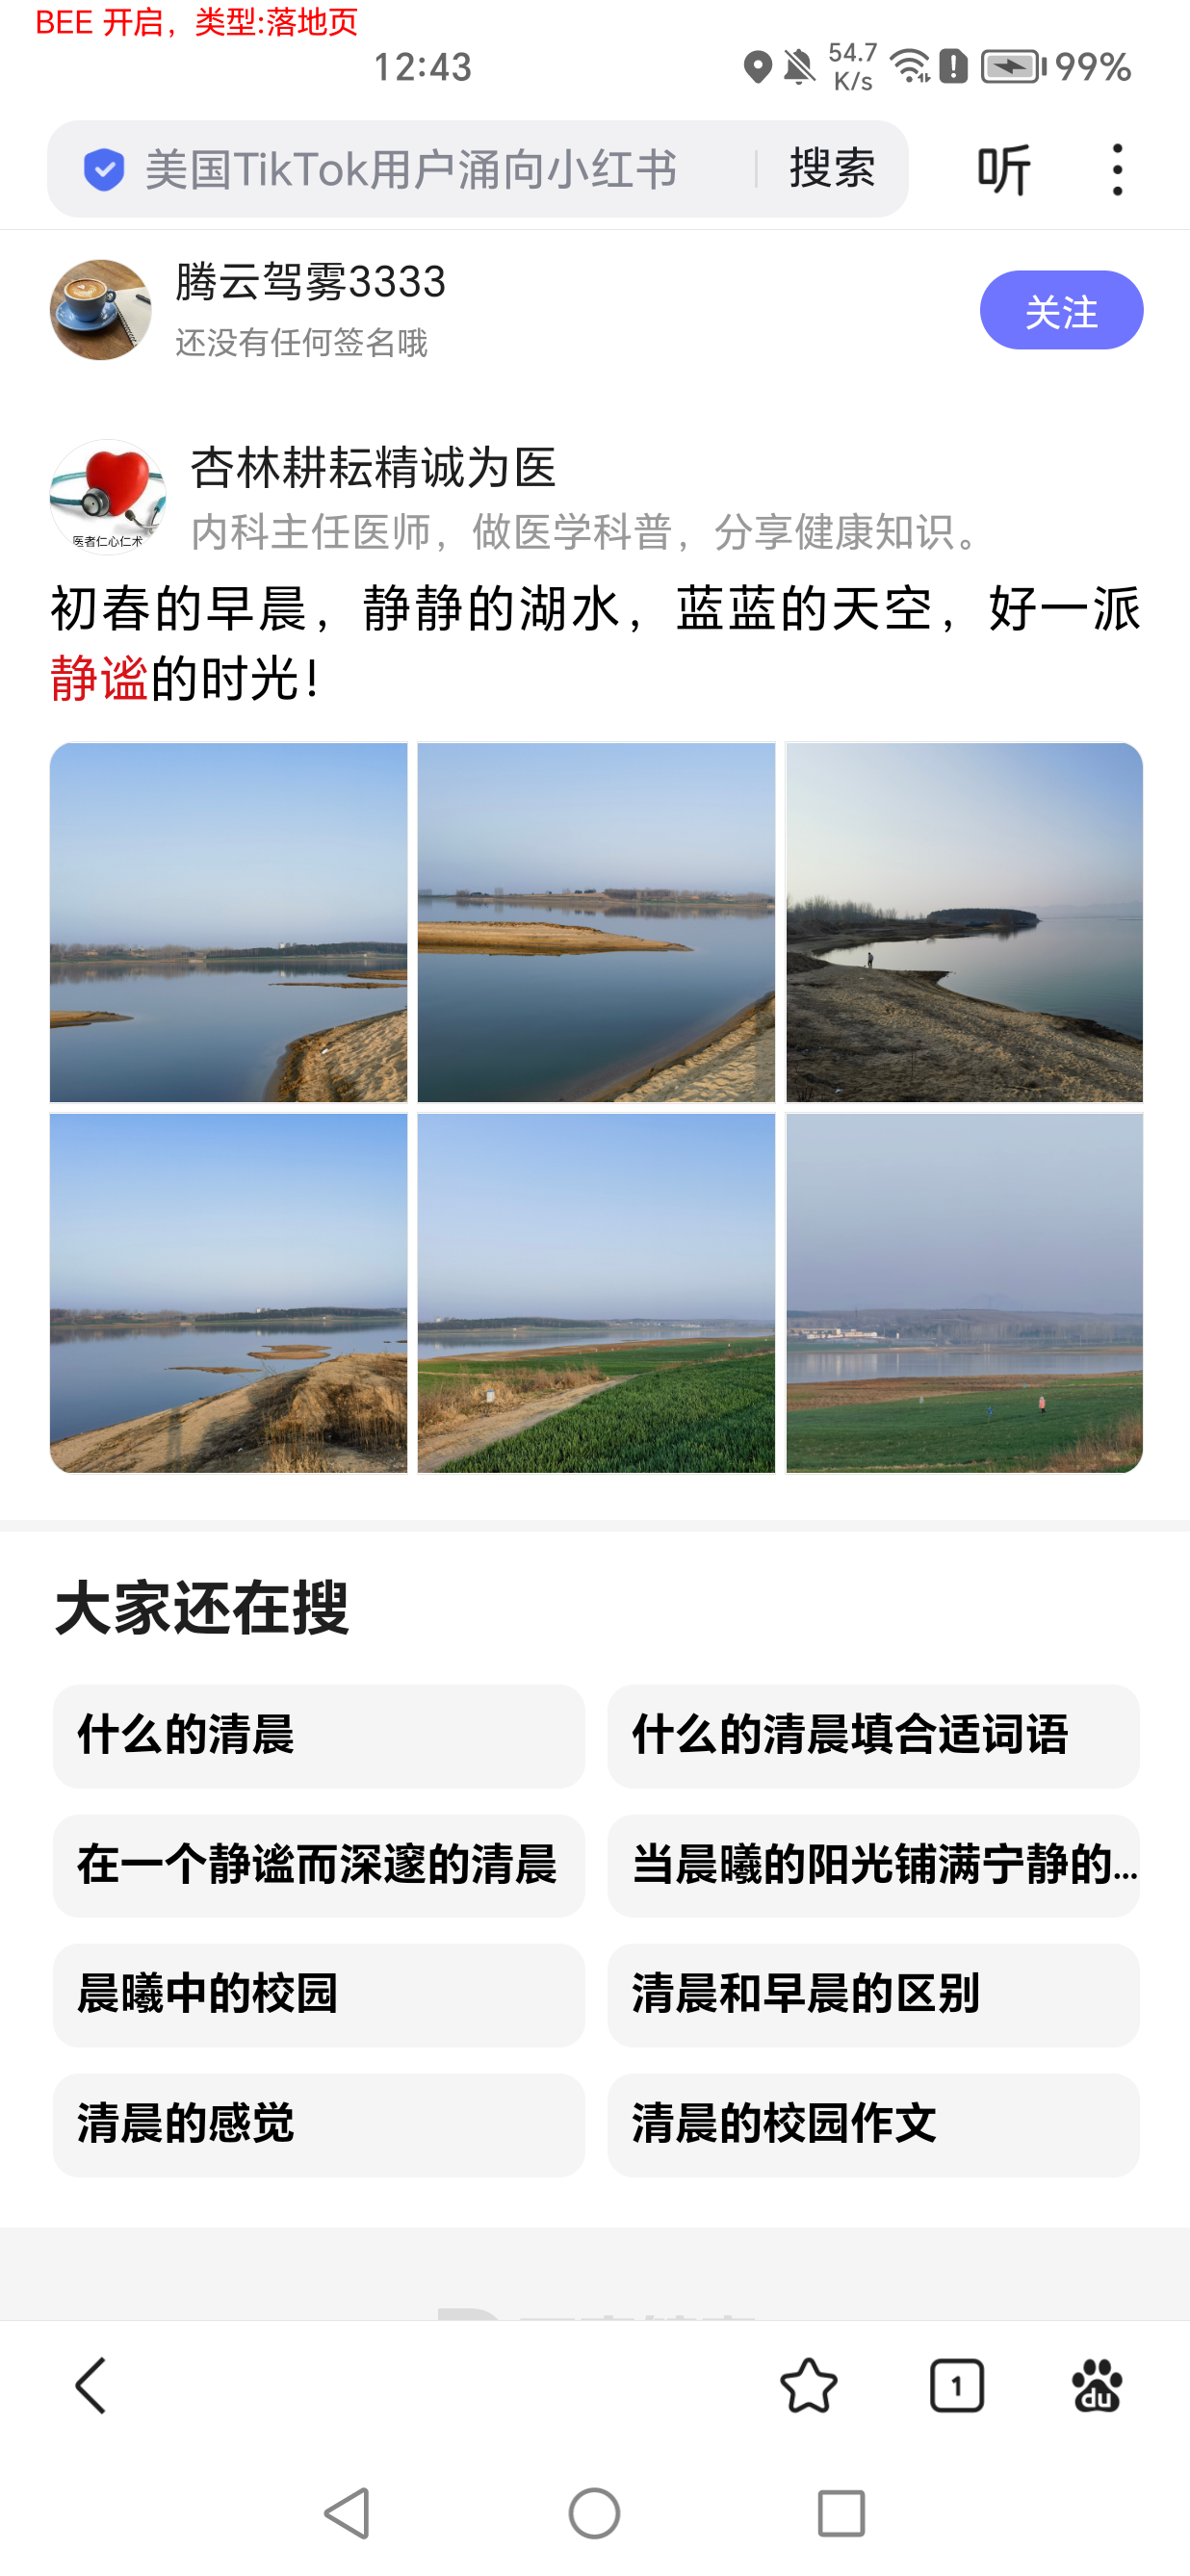 BEE 开启，类型:落地页
12:43
54.7
K/s
99%
美国TikTok用户涌向小红书
搜索
听
腾云驾雾3333
还没有任何签名哦
关注
杏林耕耘精诚为医
内科主任医师，做医学科普，分享健康知识。
医者仁心仁术
初春的早晨，静静的湖水，蓝蓝的天空，好一派
静谧的时光！
大家还在搜
什么的清晨
什么的清晨填合适词语
在一个静谧而深邃的清晨
当晨曦的阳光铺满宁静的...
晨曦中的校园
清晨和早晨的区别
清晨的感觉
清晨的校园作文
1
du